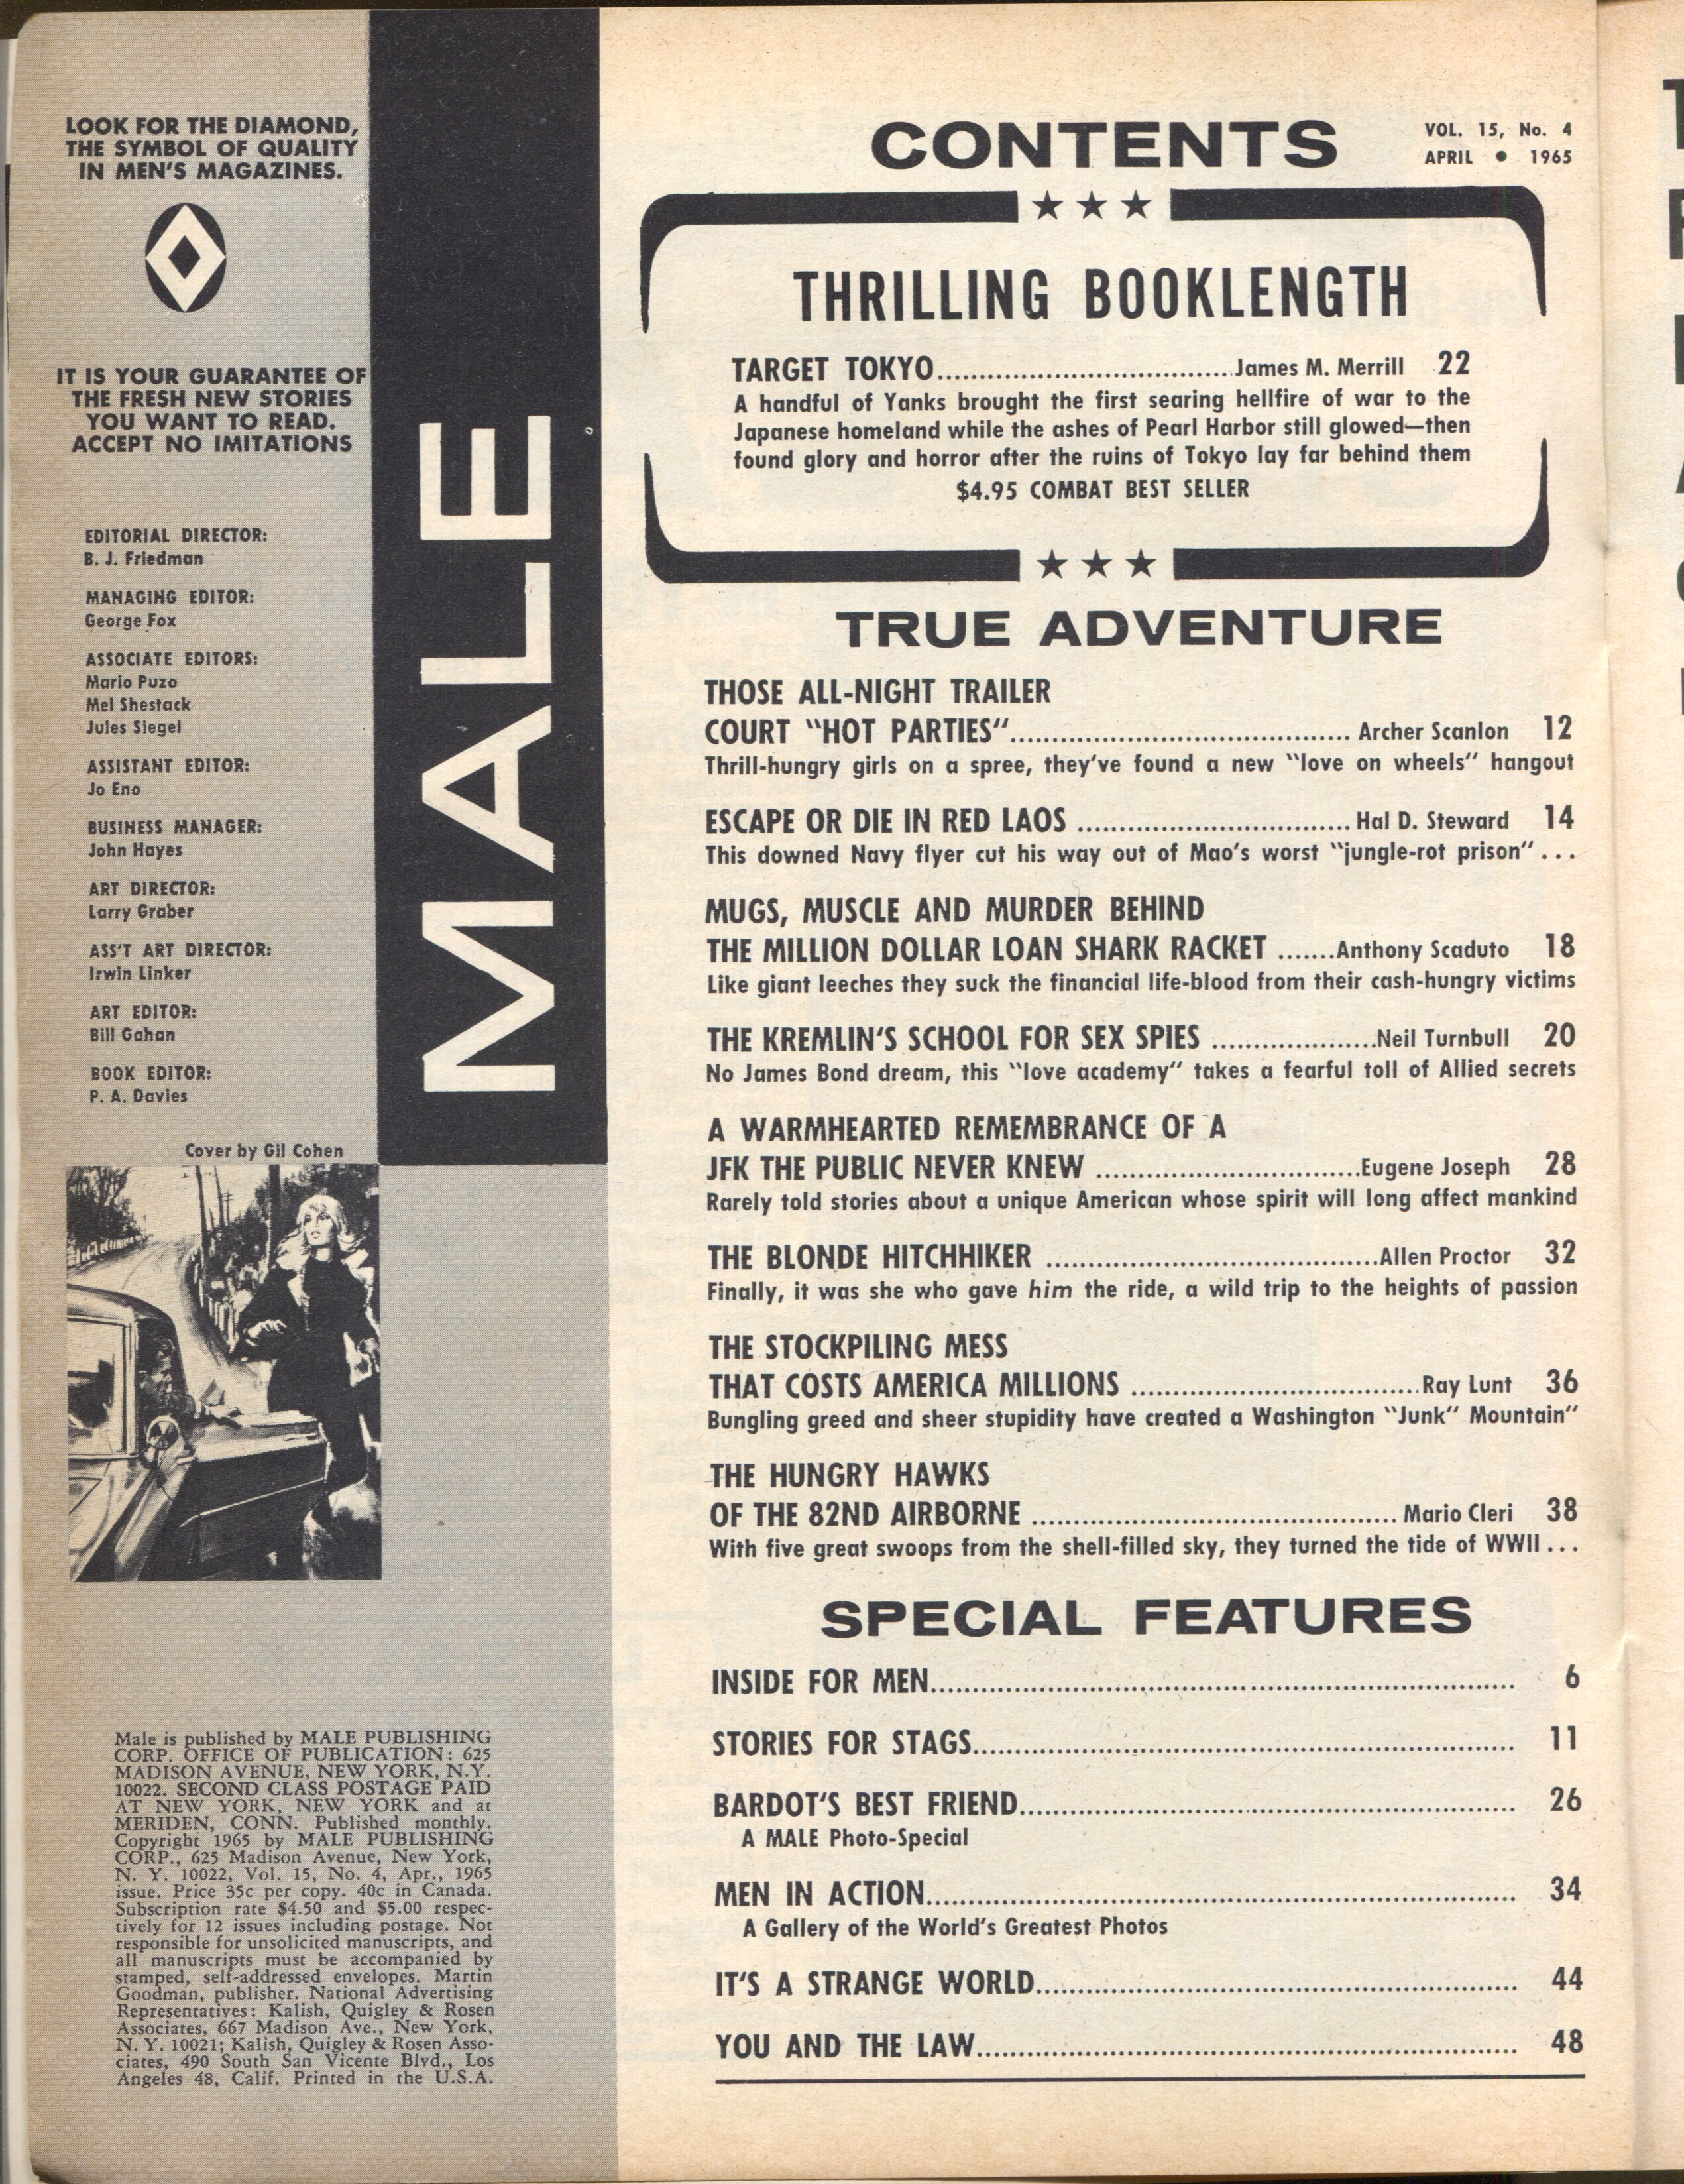 LOOK FOR THE DIAMOND,
THE SYMBOL OF QUALITY
IN MEN'S MAGAZINES.
IT IS YOUR GUARANTEE OF
THE FRESH NEW STORIES
YOU WANT TO READ.
ACCEPT NO IMITATIONS
EDITORIAL DIRECTOR:
B. J. Friedman
MANAGING EDITOR:
George Fox
ASSOCIATE EDITORS:
Mario Puzo
Mel Shestack
Jules Siegel
ASSISTANT EDITOR:
Jo Eno
BUSINESS MANAGER:
John Hayes
ART DIRECTOR:
Larry Graber
ASS'T ART DIRECTOR:
Irwin Linker
ART EDITOR:
Bill Gahan
BOOK EDITOR:
P. A. Davies
Cover by Gil Cohen
Male is published by MALE PUBLISHING
CORP. OFFICE OF PUBLICATION: 625
MADISON AVENUE, NEW YORK, N.Y.
10022. SECOND CLASS POSTAGE PAID
AT NEW YORK, NEW YORK and at
MERIDEN, CONN. Published monthly.
Copyright 1965 by MALE PUBLISHING
CORP., 625 Madison Avenue, New York,
N. Y. 10022, Vol. 15, No. 4, Apr., 1965
issue. Price 35c per copy. 40c in Canada.
Subscription rate $4.50 and $5.00 respec-
tively for 12 issues including postage. Not
responsible for unsolicited manuscripts, and
all manuscripts must be accompanied by
stamped, self-addressed envelopes. Martin
Goodman, publisher. National Advertising
Representatives: Kalish, Quigley & Rosen
Associates, 667 Madison Ave., New York,
N. Y. 10021; Kalish, Quigley & Rosen Asso-
ciates, 490 South San Vicente Blvd., Los
Angeles 48, Calif. Printed in the U.S.A.
MALE
CONTENTS
VOL. 15, No. 4
APRIL • 1965
THRILLING BOOKLENGTH
TARGET TOKYO..................................James M. Merrill 22
A handful of Yanks brought the first searing hellfire of war to the
Japanese homeland while the ashes of Pearl Harbor still glowed—then
found glory and horror after the ruins of Tokyo lay far behind them
$4.95 COMBAT BEST SELLER
TRUE ADVENTURE
THOSE ALL-NIGHT TRAILER
COURT "HOT PARTIES"........................................ Archer Scanlon 12
Thrill-hungry girls on a spree, they've found a new "love on wheels" hangout
ESCAPE OR DIE IN RED LAOS ................................ Hal D. Steward 14
This downed Navy flyer cut his way out of Mao's worst "jungle-rot prison" . . .
MUGS, MUSCLE AND MURDER BEHIND
THE MILLION DOLLAR LOAN SHARK RACKET .......Anthony Scaduto 18
Like giant leeches they suck the financial life-blood from their cash-hungry victims
THE KREMLIN'S SCHOOL FOR SEX SPIES ....................Neil Turnbull 20
No James Bond dream, this "love academy" takes a fearful toll of Allied secrets
A WARMHEARTED REMEMBRANCE OF A
JFK THE PUBLIC NEVER KNEW ...............................Eugene Joseph 28
Rarely told stories about a unique American whose spirit will long affect mankind
THE BLONDE HITCHHIKER .......................................Allen Proctor 32
Finally, it was she who gave him the ride, a wild trip to the heights of passion
THE STOCKPILING MESS
THAT COSTS AMERICA MILLIONS ..................................Ray Lunt 36
Bungling greed and sheer stupidity have created a Washington "Junk" Mountain"
THE HUNGRY HAWKS
OF THE 82ND AIRBORNE ........................................... Mario Cleri 38
With five great swoops from the shell-filled sky, they turned the tide of WWII . . .
SPECIAL FEATURES
INSIDE FOR MEN..................................................................... 6
STORIES FOR STAGS................................................................ 11
BARDOT'S BEST FRIEND.......................................................... 26
A MALE Photo-Special
MEN IN ACTION...................................................................... 34
A Gallery of the World's Greatest Photos
IT'S A STRANGE WORLD......................................................... 44
YOU AND THE LAW................................................................ 48